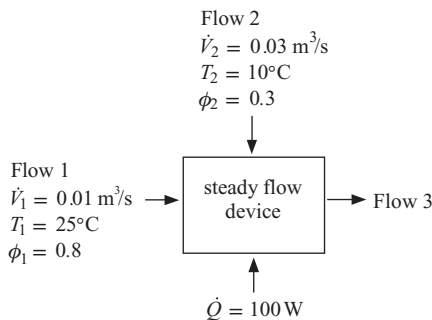 Flow 2
V̇₂ = 0.03 m³/s
T₂ = 10°C
ϕ₂ = 0.3
Flow 1
V̇₁ = 0.01 m³/s
T₁ = 25°C
ϕ₁ = 0.8
steady flow
device
Flow 3
Q̇ = 100 W